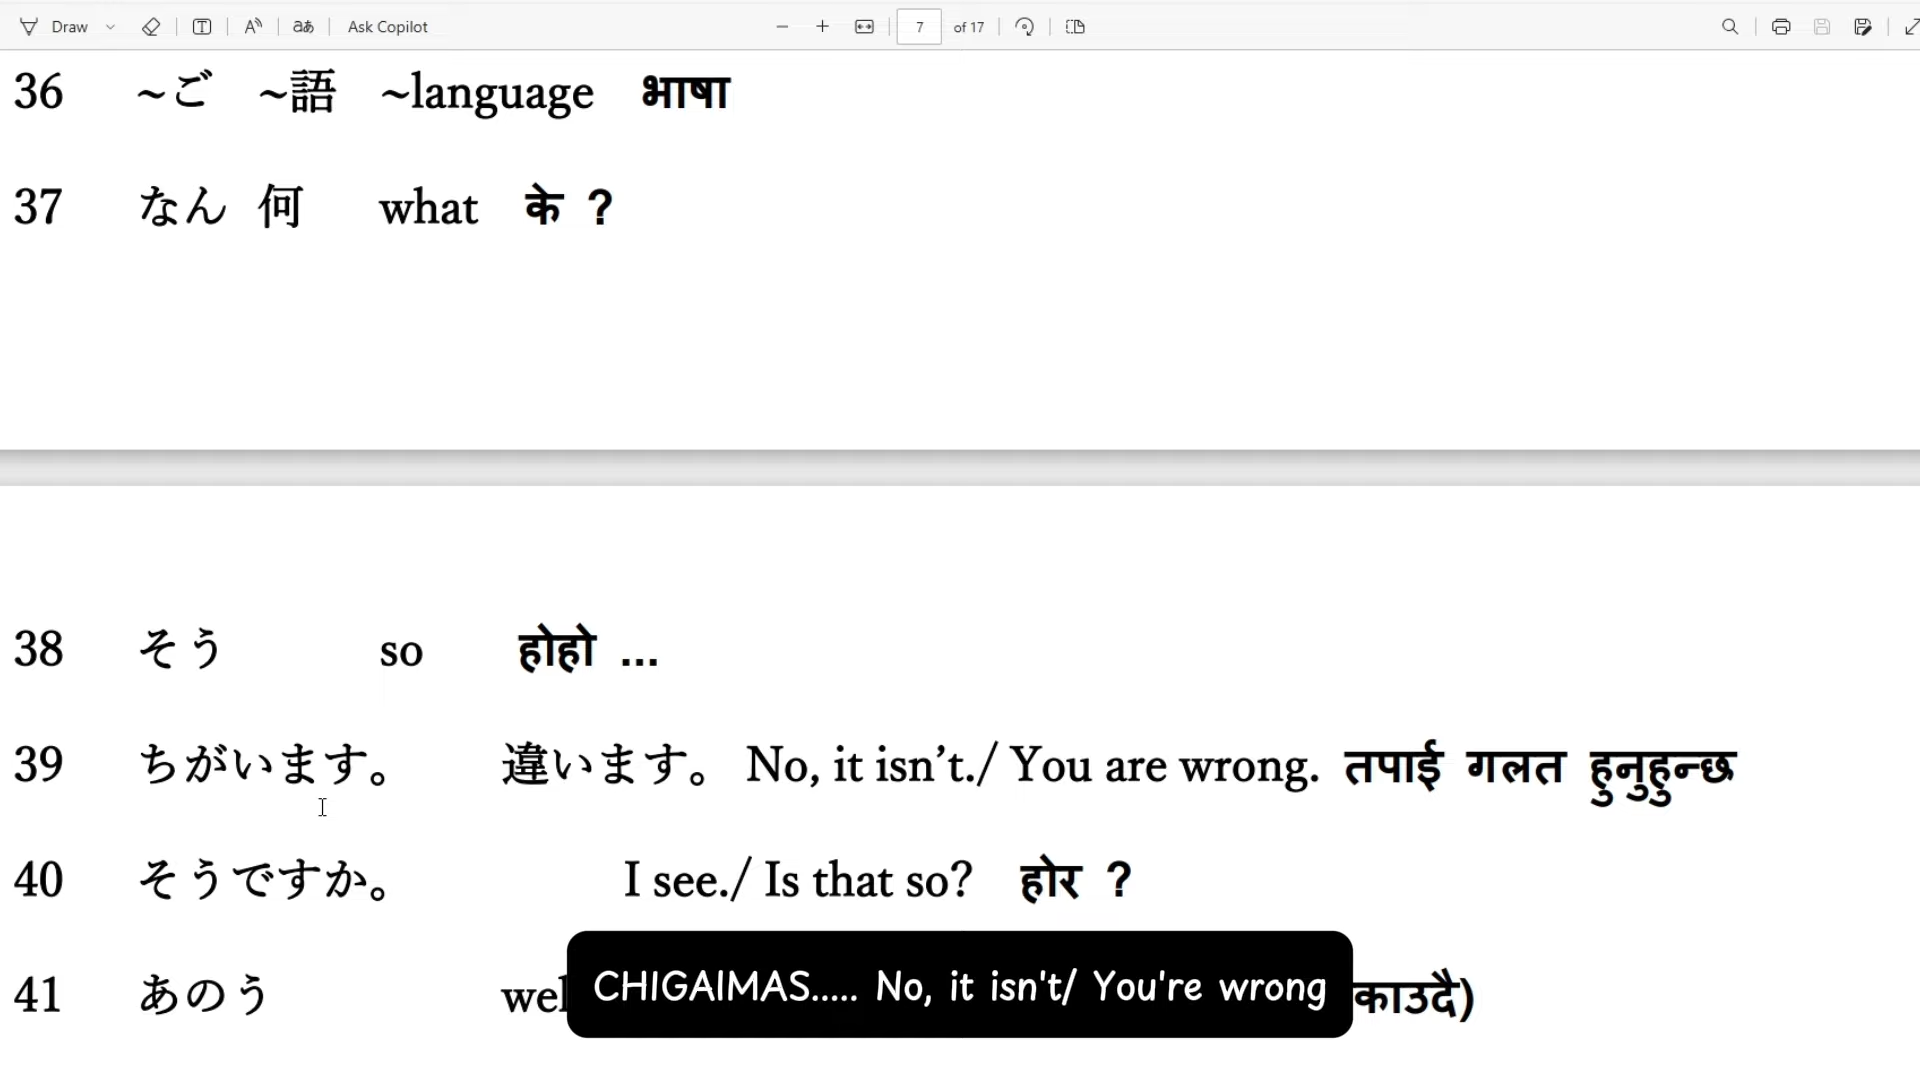 Draw Ask Copilot 7 of 17
36 ~ご ~語 ~language भाषा
37 なん 何 what के ?
38 そう so होहो ...
39 ちがいます。 違います。 No, it isn’t./ You are wrong. तपाई गलत हुनुहुन्छ
40 そうですか。 I see./ Is that so? होर ?
41 あのう
CHIGAIMAS..... No, it isn't/ You're wrong